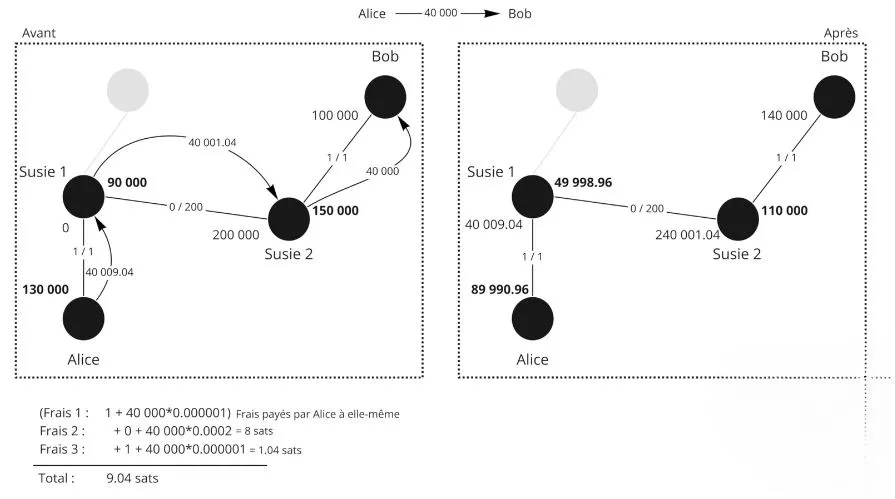 Alice 40 000 Bob
Avant
Bob
100 000
40 001.04
1 / 1
40 000
Susie 1
90 000
0 / 200
150 000
0
200 000
Susie 2
1 / 1
40 009.04
130 000
Alice
Après
Bob
140 000
1 / 1
Susie 1
49 998.96
0 / 200
110 000
40 009.04
240 001.04
Susie 2
1 / 1
89 990.96
Alice
(Frais 1 : 1 + 40 000*0.000001) Frais payés par Alice à elle-même
Frais 2 : + 0 + 40 000*0.0002 = 8 sats
Frais 3 : + 1 + 40 000*0.000001 = 1.04 sats
Total : 9.04 sats